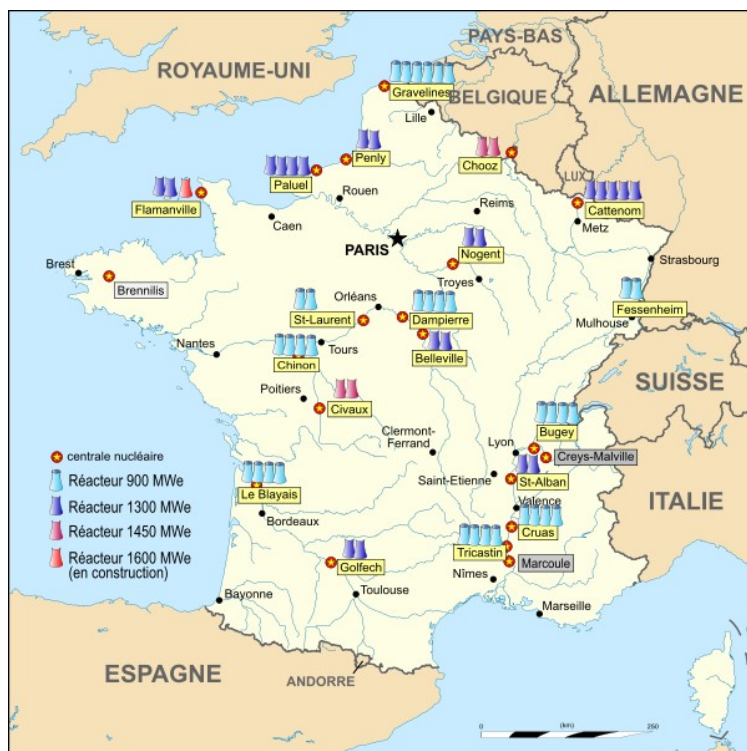 PAYS-BAS
ROYAUME-UNI
Gravelines
BELGIQUE
ALLEMAGNE
Lille
Penly
Chooz
Paluel
LUX.
Rouen
Flamanville
Reims
Cattenom
Caen
Metz
PARIS
Nogent
Brest
Strasbourg
Brennilis
Troyes
Fessenheim
Orléans
St-Laurent
Dampierre
Mulhouse
Nantes
Tours
Belleville
Chinon
SUISSE
Poitiers
Civaux
Bugey
Clermont-
Ferrand
Lyon
Creys-Malville
centrale nucléaire
Réacteur 900 MWe
Saint-Etienne
St-Alban
Le Blayais
ITALIE
Réacteur 1300 MWe
Valence
Bordeaux
Réacteur 1450 MWe
Cruas
Tricastin
Réacteur 1600 MWe
(en construction)
Golfech
Marcoule
Nîmes
Bayonne
Toulouse
Marseille
ESPAGNE
ANDORRE
0 (km) 250